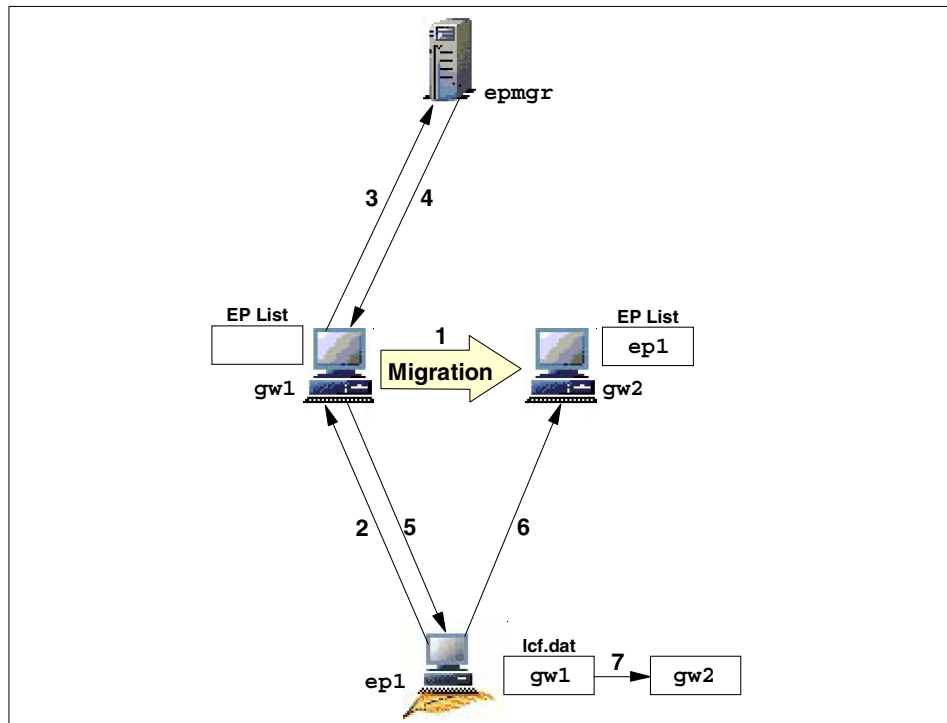 epmgr
3
4
EP List
1
EP List
ep1
Migration
gw1
gw2
2
5
6
lcf.dat
ep1
gw1
7
gw2